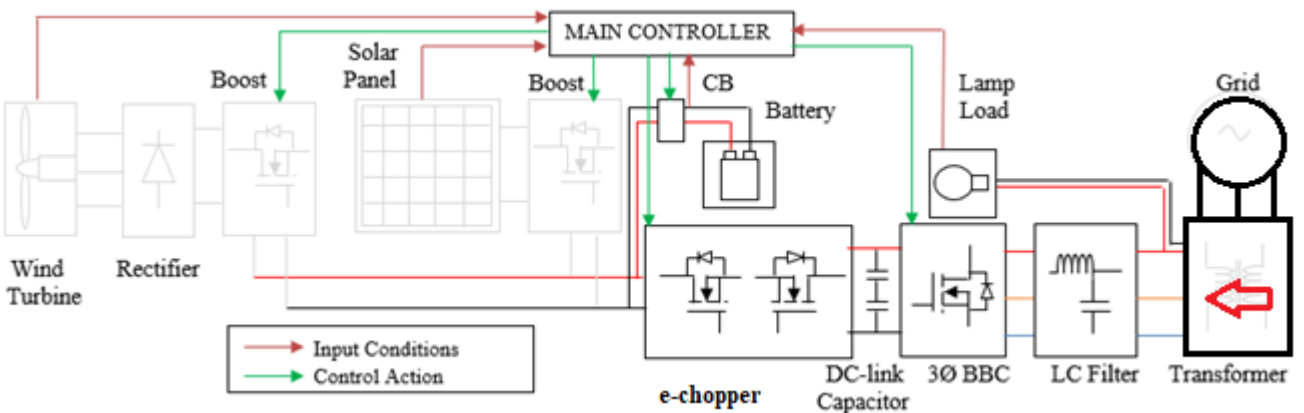 MAIN CONTROLLER
Solar
Panel
Boost
Boost
CB
Battery
Lamp
Load
Grid
Wind
Turbine
Rectifier
Input Conditions
Control Action
e-chopper
DC-link
Capacitor
3Ø BBC
LC Filter
Transformer